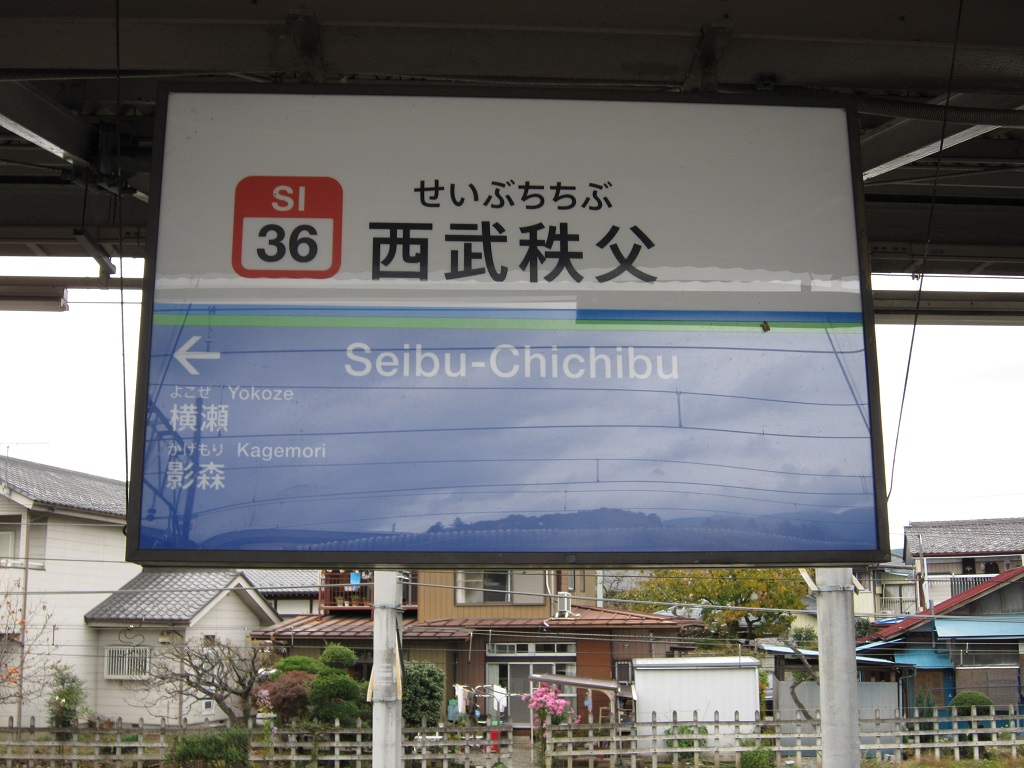 SI
36
せいぶちちぶ
西武秩父
← Seibu-Chichibu
よこぜ Yokoze
横瀬
かげもり Kagemori
影森